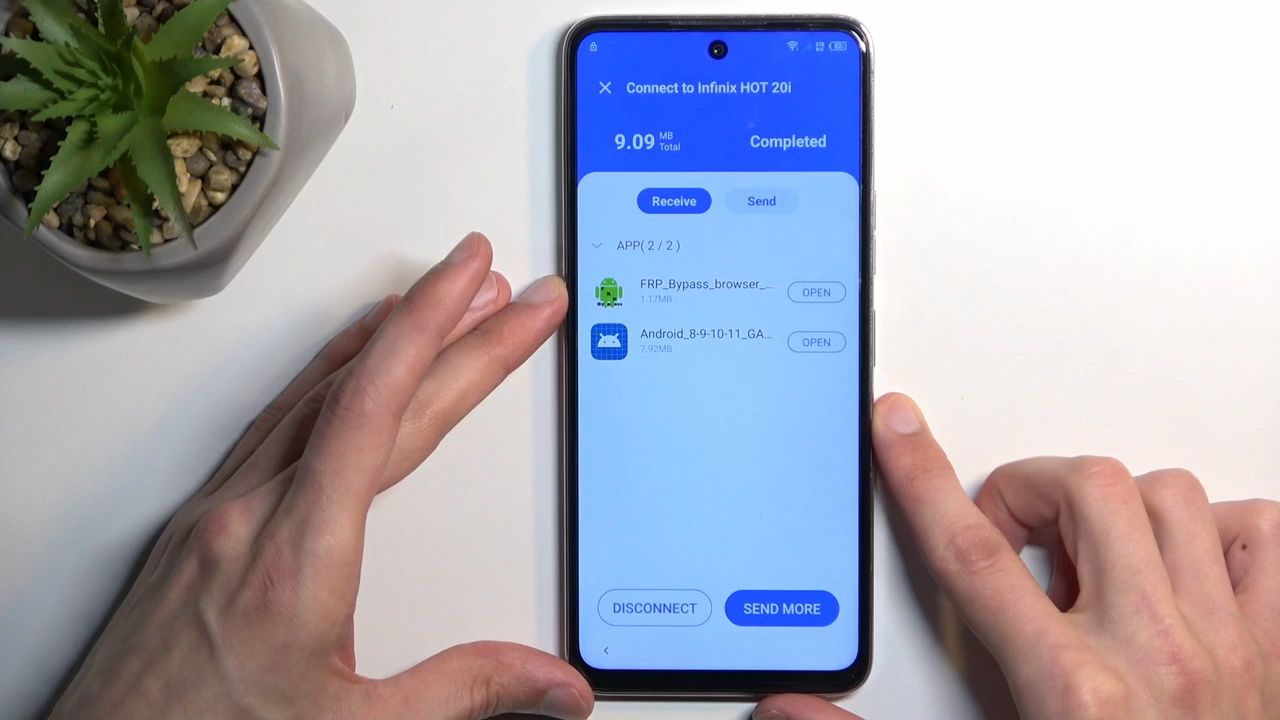 Connect to Infinix HOT 20i
9.09 MB Total
Completed
Receive
Send
APP( 2 / 2 )
FRP_Bypass_browser_...
1.17MB
OPEN
Android_8-9-10-11_GA...
7.92MB
OPEN
DISCONNECT
SEND MORE